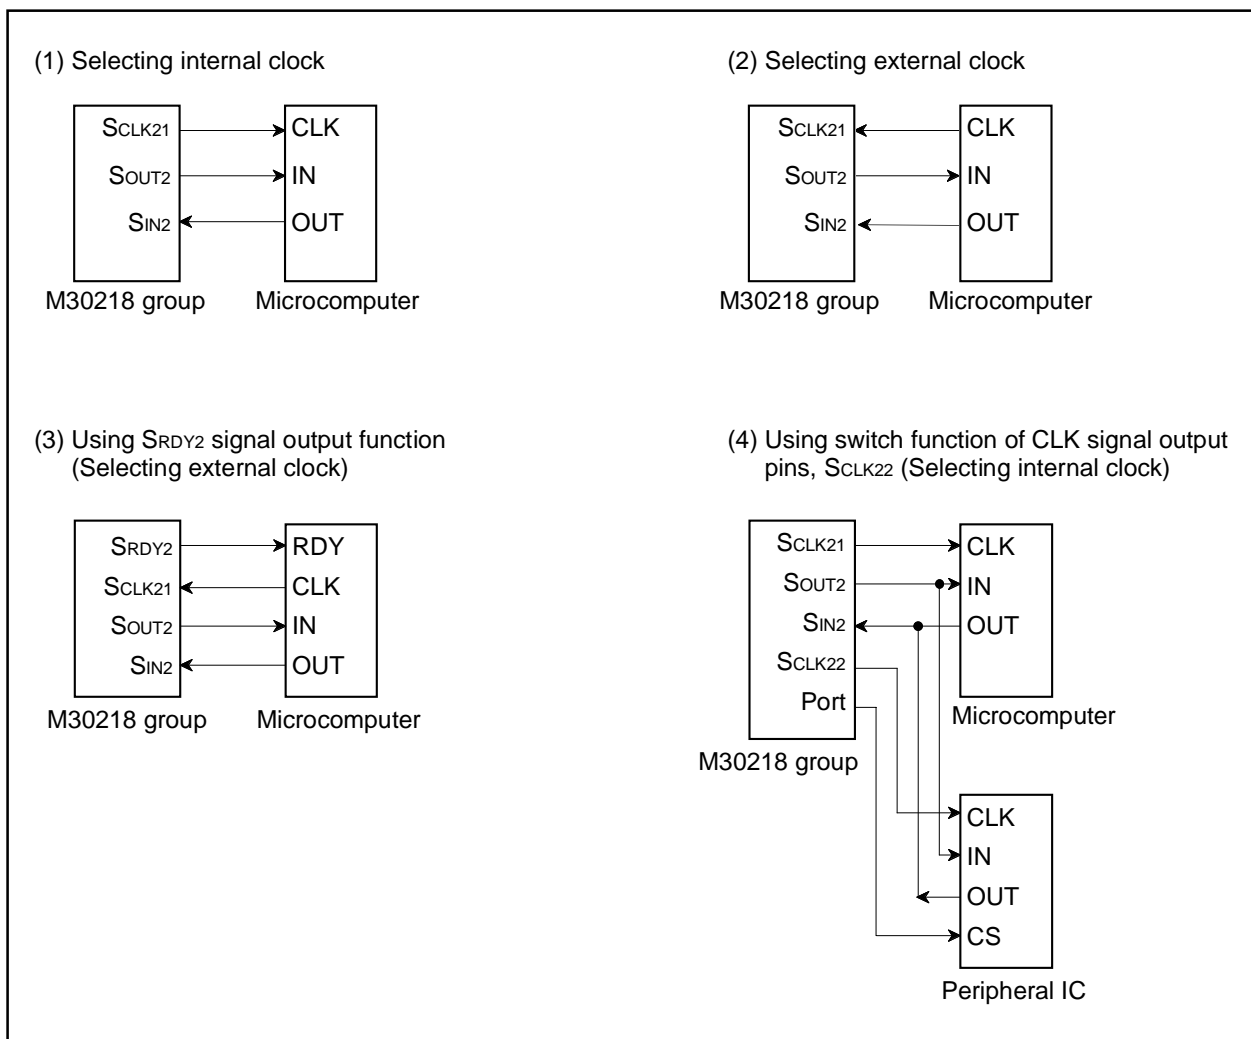 (1) Selecting internal clock
SCLK21
CLK
SOUT2
IN
SIN2
OUT
M30218 group
Microcomputer
(2) Selecting external clock
SCLK21
CLK
SOUT2
IN
SIN2
OUT
M30218 group
Microcomputer
(3) Using SRDY2 signal output function
(Selecting external clock)
SRDY2
RDY
SCLK21
CLK
SOUT2
IN
SIN2
OUT
M30218 group
Microcomputer
(4) Using switch function of CLK signal output
pins, SCLK22 (Selecting internal clock)
SCLK21
CLK
SOUT2
IN
SIN2
OUT
SCLK22
Port
Microcomputer
M30218 group
CLK
IN
OUT
CS
Peripheral IC